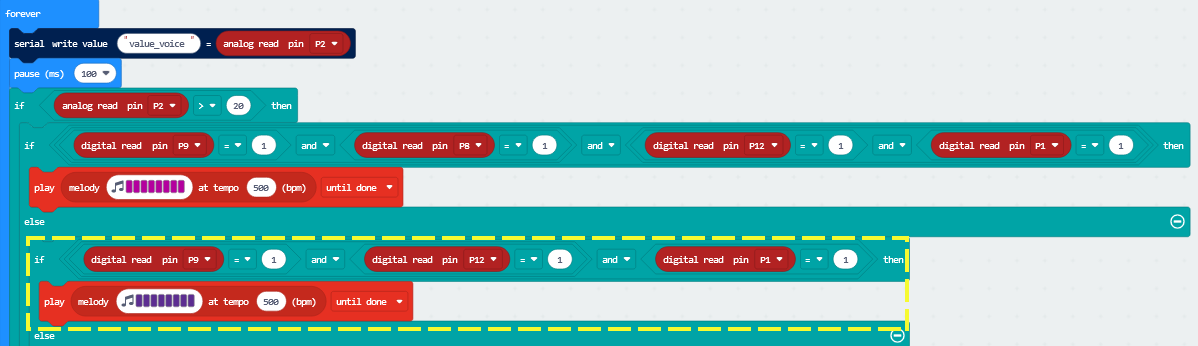 forever
serial write value "value_voice" = analog read pin P2
pause (ms) 100
if analog read pin P2 > 20 then
if digital read pin P9 = 1 and digital read pin P8 = 1 and digital read pin P12 = 1 and digital read pin P1 = 1 then
play melody at tempo 500 (bpm) until done
else
if digital read pin P9 = 1 and digital read pin P12 = 1 and digital read pin P1 = 1 then
play melody at tempo 500 (bpm) until done
else